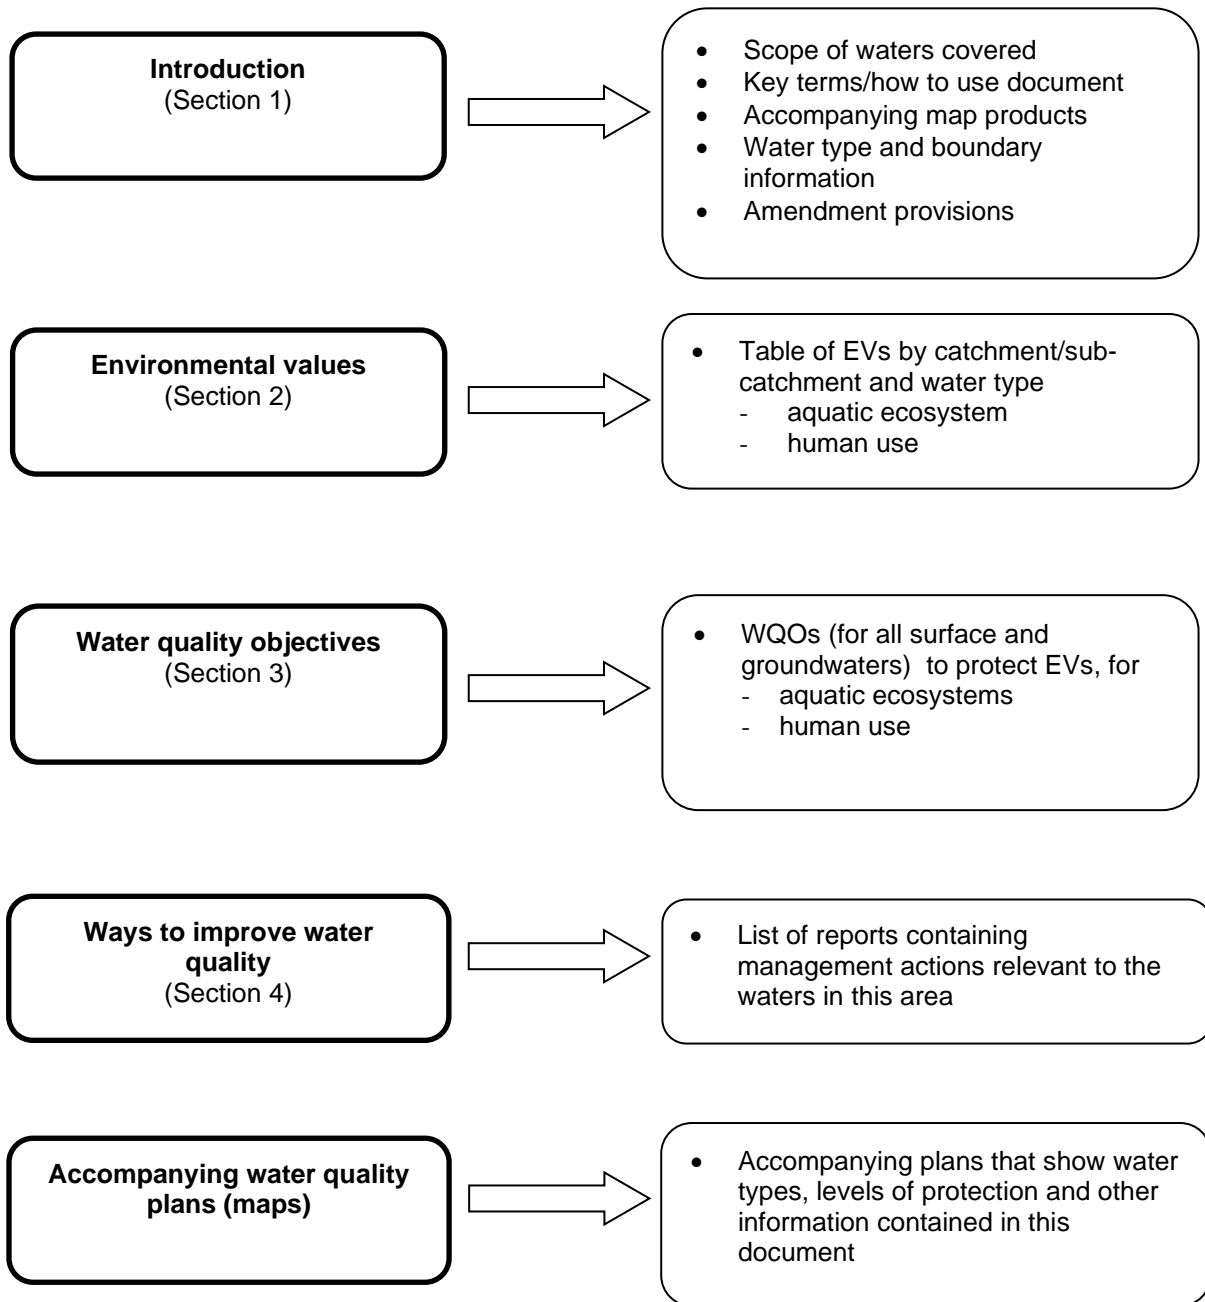 Introduction
(Section 1)
• Scope of waters covered
• Key terms/how to use document
• Accompanying map products
• Water type and boundary
information
• Amendment provisions
Environmental values
(Section 2)
• Table of EVs by catchment/sub-
catchment and water type
- aquatic ecosystem
- human use
Water quality objectives
(Section 3)
• WQOs (for all surface and
groundwaters) to protect EVs, for
- aquatic ecosystems
- human use
Ways to improve water
quality
(Section 4)
• List of reports containing
management actions relevant to the
waters in this area
Accompanying water quality
plans (maps)
• Accompanying plans that show water
types, levels of protection and other
information contained in this
document